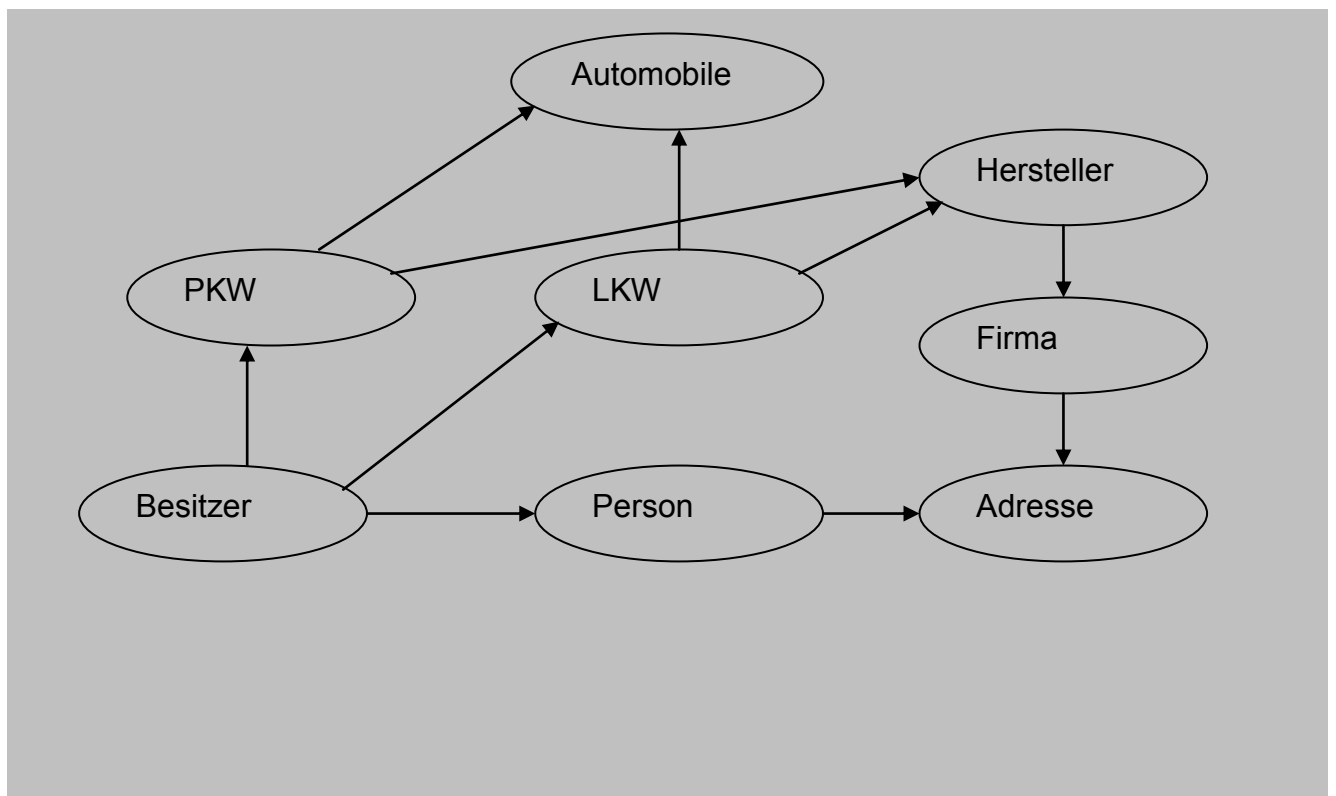 Automobile
Hersteller
PKW
LKW
Firma
Besitzer
Person
Adresse